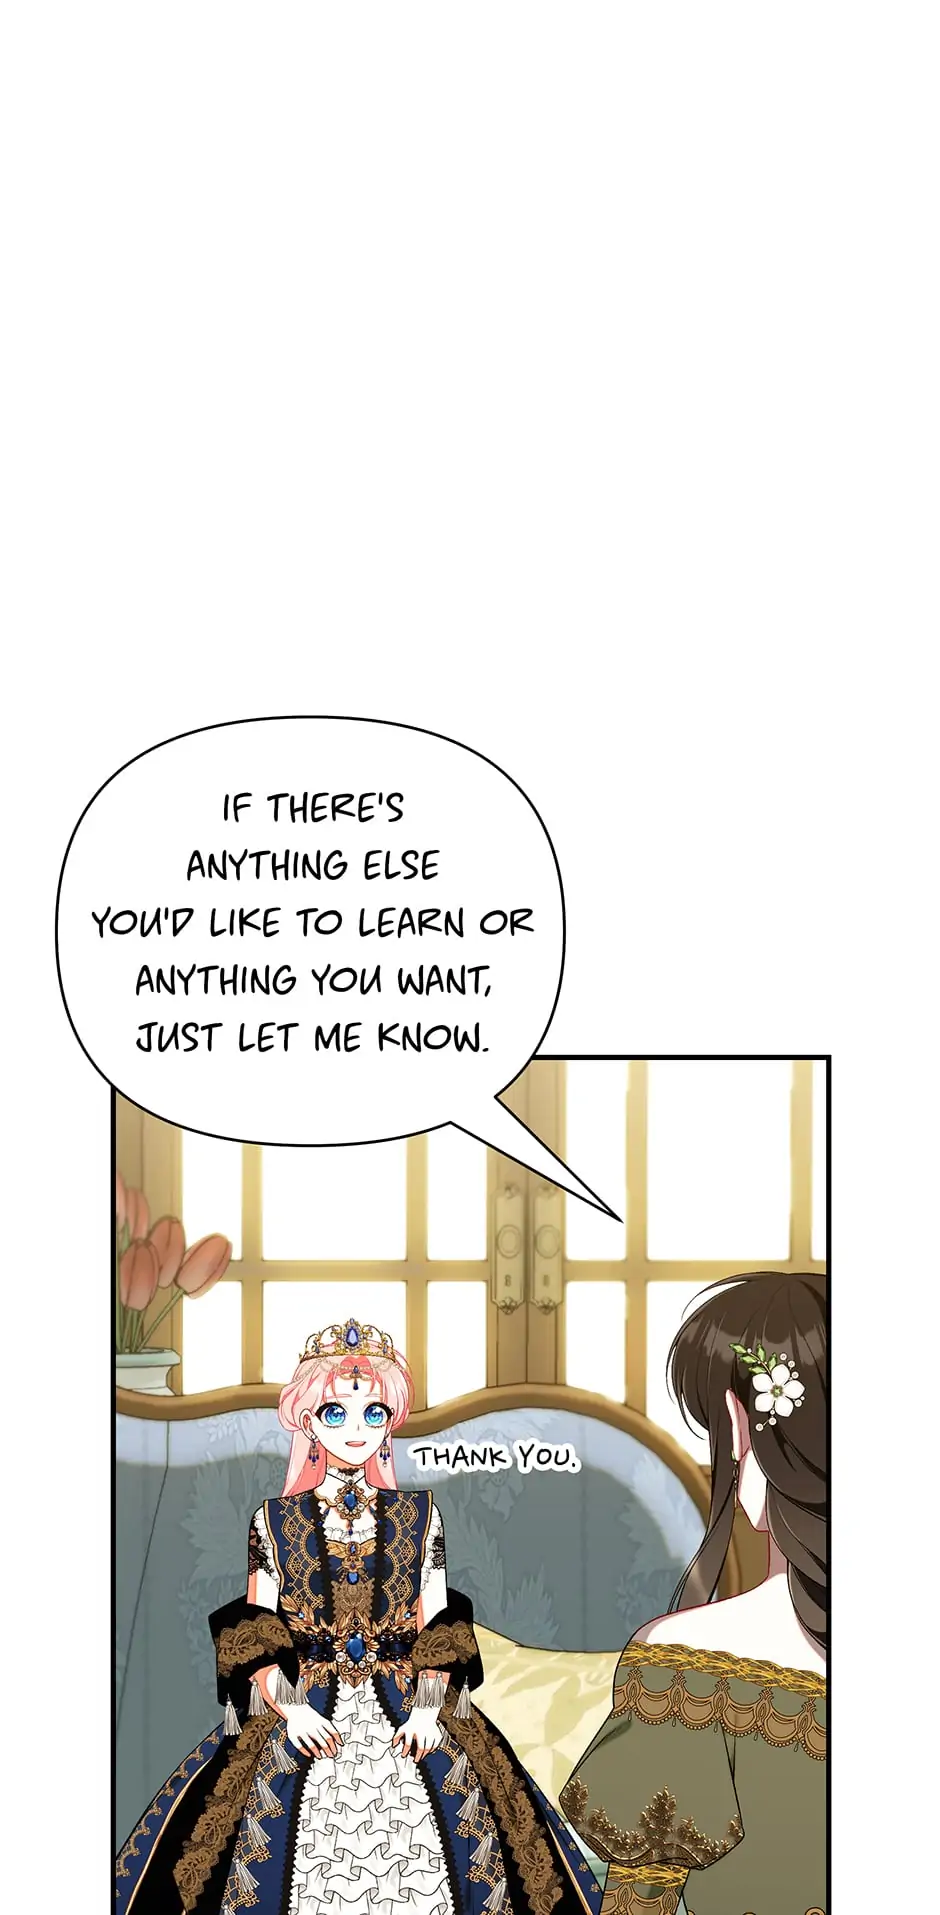 IF THERE'S
ANYTHING ELSE
YOU'D LIKE TO LEARN OR
ANYTHING YOU WANT,
JUST LET ME KNOW.
THANK YOU.